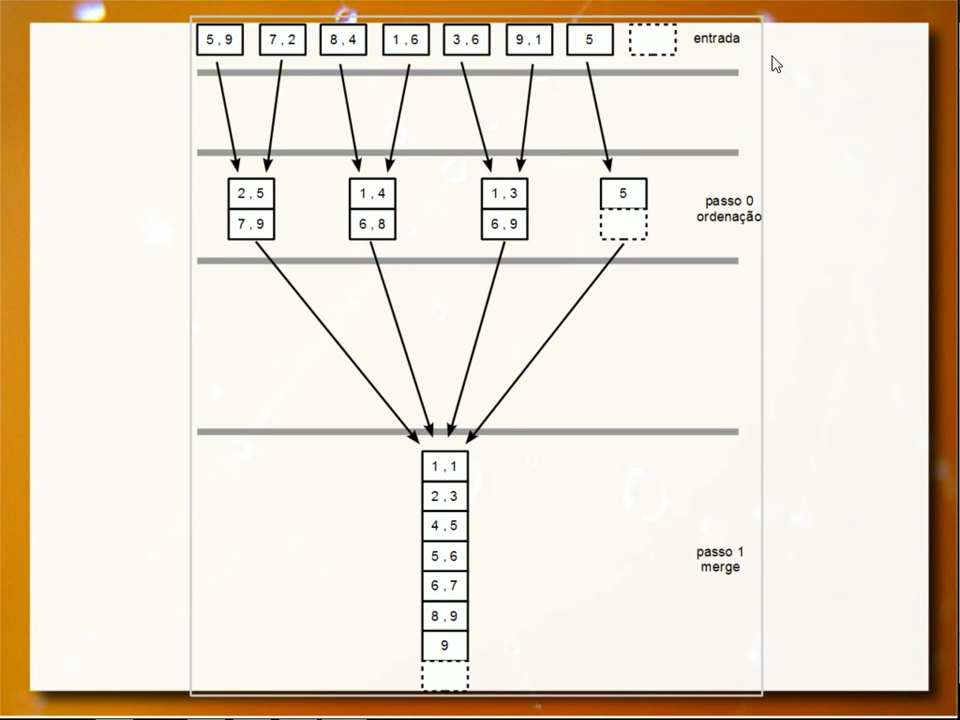 5 , 9
7 , 2
8 , 4
1 , 6
3 , 6
9 , 1
5
entrada
2 , 5
1 , 4
1 , 3
5
7 , 9
6 , 8
6 , 9
passo 0
ordenação
1 , 1
2 , 3
4 , 5
5 , 6
6 , 7
8 , 9
9
passo 1
merge